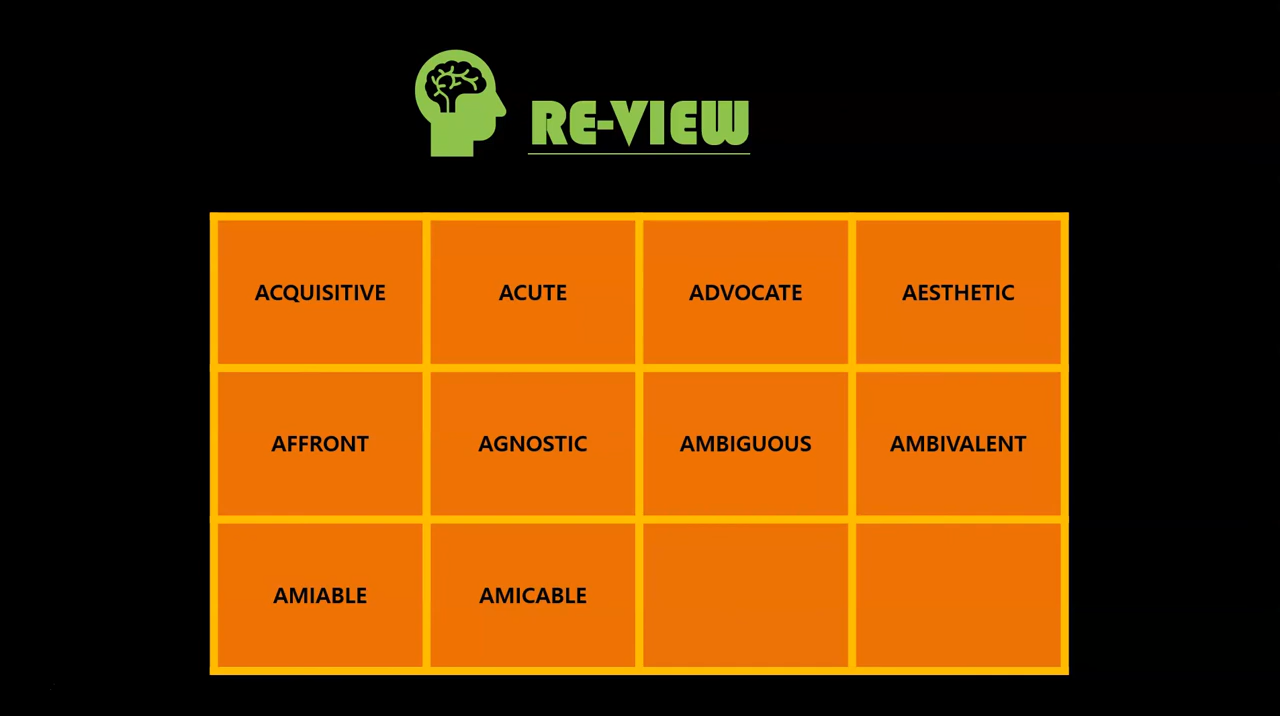 RE-VIEW
ACQUISITIVE
ACUTE
ADVOCATE
AESTHETIC
AFFRONT
AGNOSTIC
AMBIGUOUS
AMBIVALENT
AMIABLE
AMICABLE